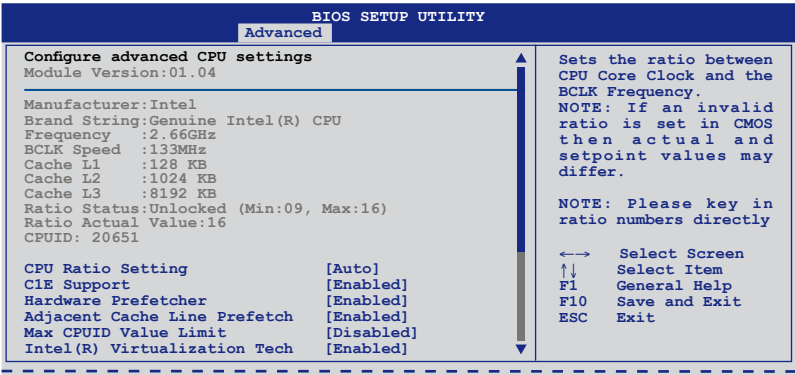 BIOS SETUP UTILITY
Advanced
Configure advanced CPU settings
Module Version:01.04
Manufacturer:Intel
Brand String:Genuine Intel(R) CPU
Frequency :2.66GHz
BCLK Speed :133MHz
Cache L1 :128 KB
Cache L2 :1024 KB
Cache L3 :8192 KB
Ratio Status:Unlocked (Min:09, Max:16)
Ratio Actual Value:16
CPUID: 20651
CPU Ratio Setting [Auto]
C1E Support [Enabled]
Hardware Prefetcher [Enabled]
Adjacent Cache Line Prefetch [Enabled]
Max CPUID Value Limit [Disabled]
Intel(R) Virtualization Tech [Enabled]
Sets the ratio between
CPU Core Clock and the
BCLK Frequency.
NOTE: If an invalid
ratio is set in CMOS
then actual and
setpoint values may
differ.
NOTE: Please key in
ratio numbers directly
←→ Select Screen
↑↓ Select Item
F1 General Help
F10 Save and Exit
ESC Exit